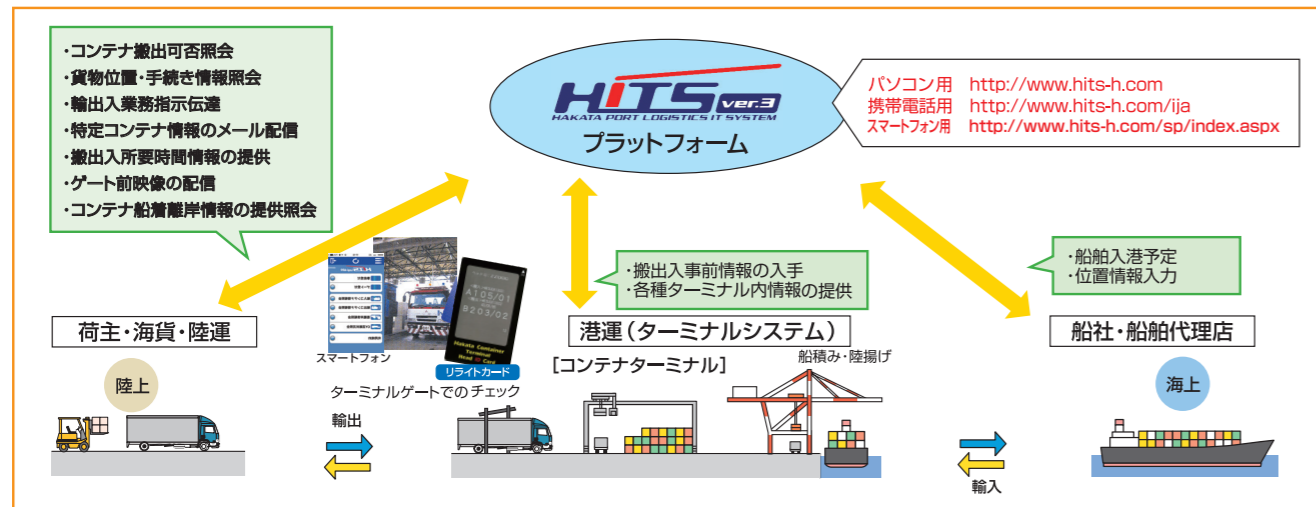 ・コンテナ搬出可否照会
・貨物位置・手続き情報照会
・輸出入業務指示伝達
・特定コンテナ情報のメール配信
・搬出入所要時間情報の提供
・ゲート前映像の配信
・コンテナ船着離岸情報の提供照会
HiTS ver.3
HAKATA PORT LOGISTICS IT SYSTEM
プラットフォーム
パソコン用 http://www.hits-h.com
携帯電話用 http://www.hits-h.com/ija
スマートフォン用 http://www.hits-h.com/sp/index.aspx
・搬出入事前情報の入手
・各種ターミナル内情報の提供
・船舶入港予定
・位置情報入力
荷主・海貨・陸運
スマートフォン
A105/01
B203/02
Hakata Container
Terminal
Head Card
リライトカード
ターミナルゲートでのチェック
港運(ターミナルシステム)
[コンテナターミナル]
船積み・陸揚げ
船社・船舶代理店
陸上
海上
輸出
輸入